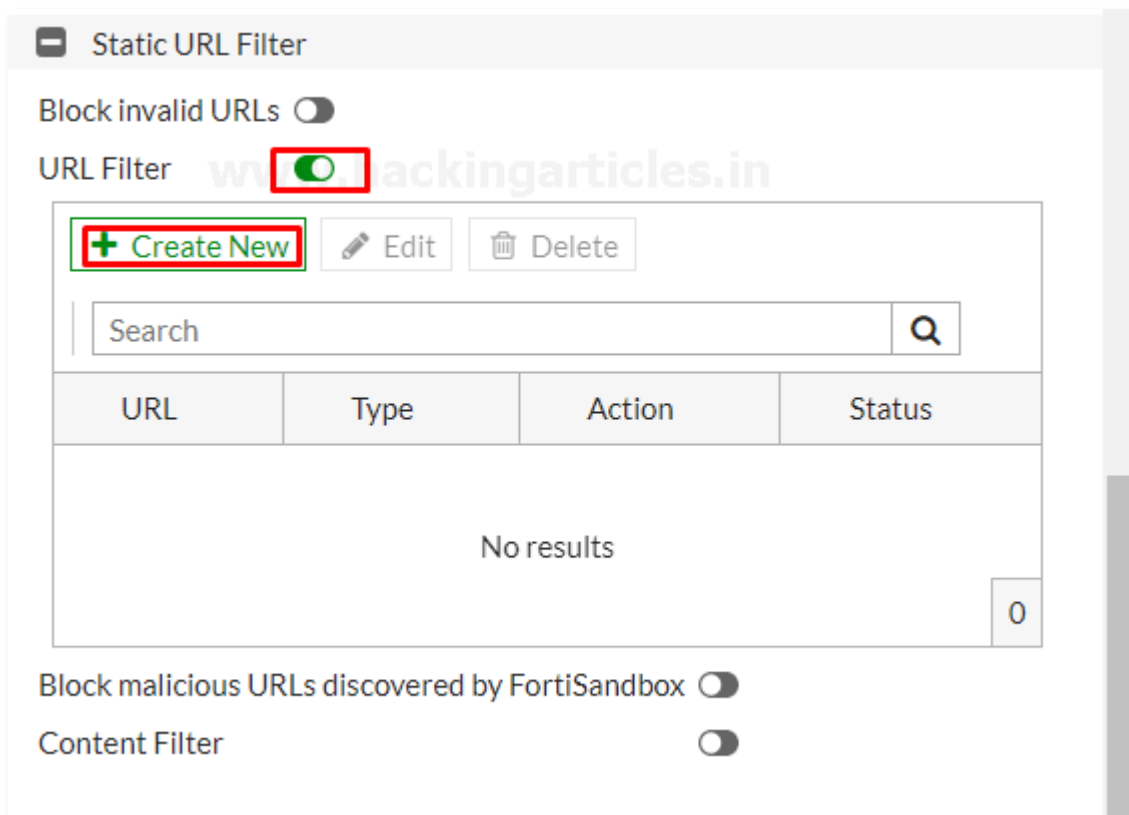 Static URL Filter
Block invalid URLs
URL Filter
www.hackingarticles.in
Create New Edit Delete
Search
URL Type Action Status
No results
0
Block malicious URLs discovered by FortiSandbox
Content Filter